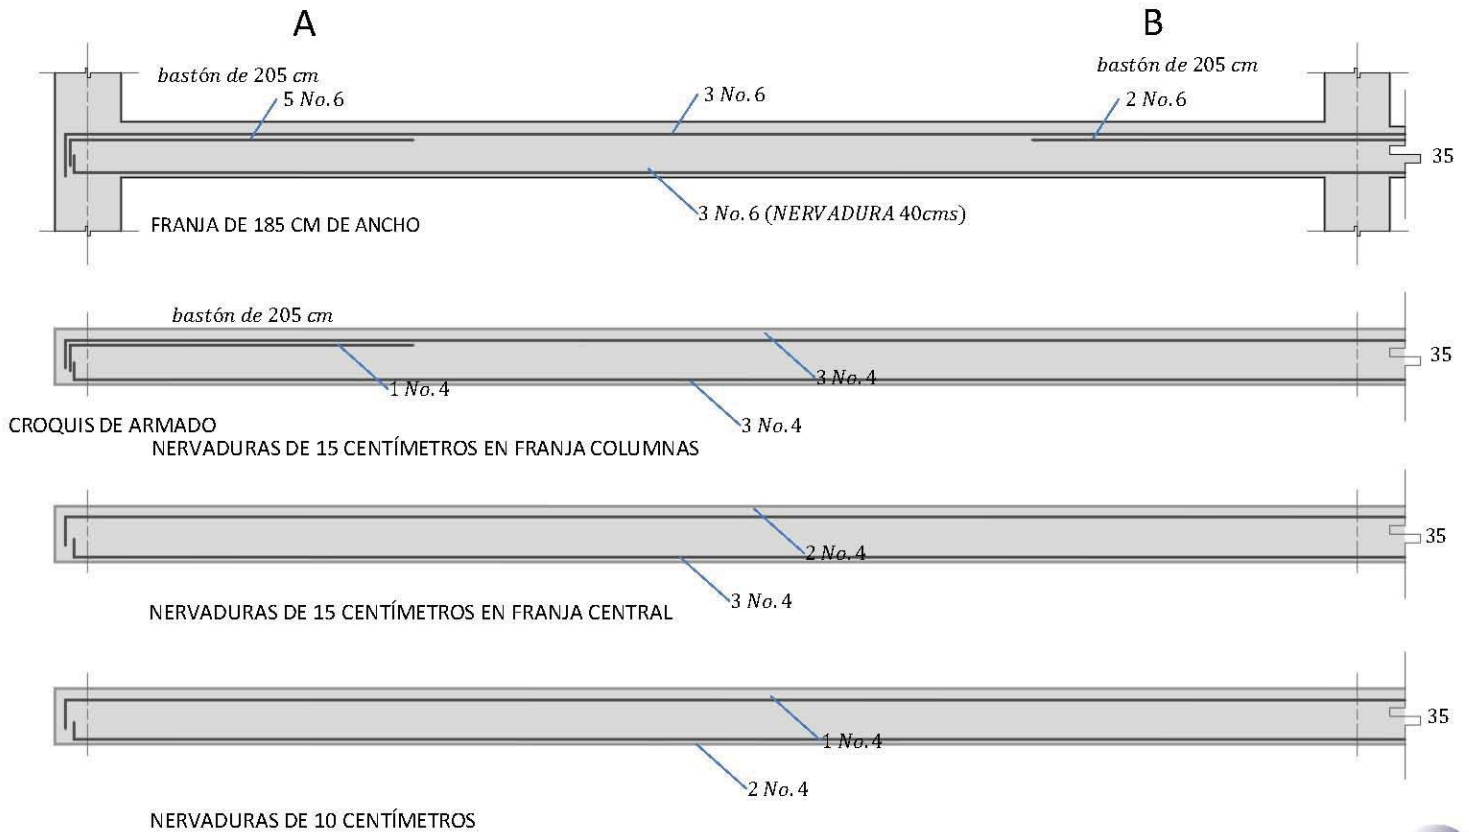 A
B
bastón de 205 cm
bastón de 205 cm
5 No.6
3 No.6
2 No.6
35
3 No.6 (NERVADURA 40cms)
FRANJA DE 185 CM DE ANCHO
bastón de 205 cm
35
1 No.4
3 No.4
CROQUIS DE ARMADO
3 No.4
NERVADURAS DE 15 CENTÍMETROS EN FRANJA COLUMNAS
35
2 No.4
3 No.4
NERVADURAS DE 15 CENTÍMETROS EN FRANJA CENTRAL
35
1 No.4
2 No.4
NERVADURAS DE 10 CENTÍMETROS